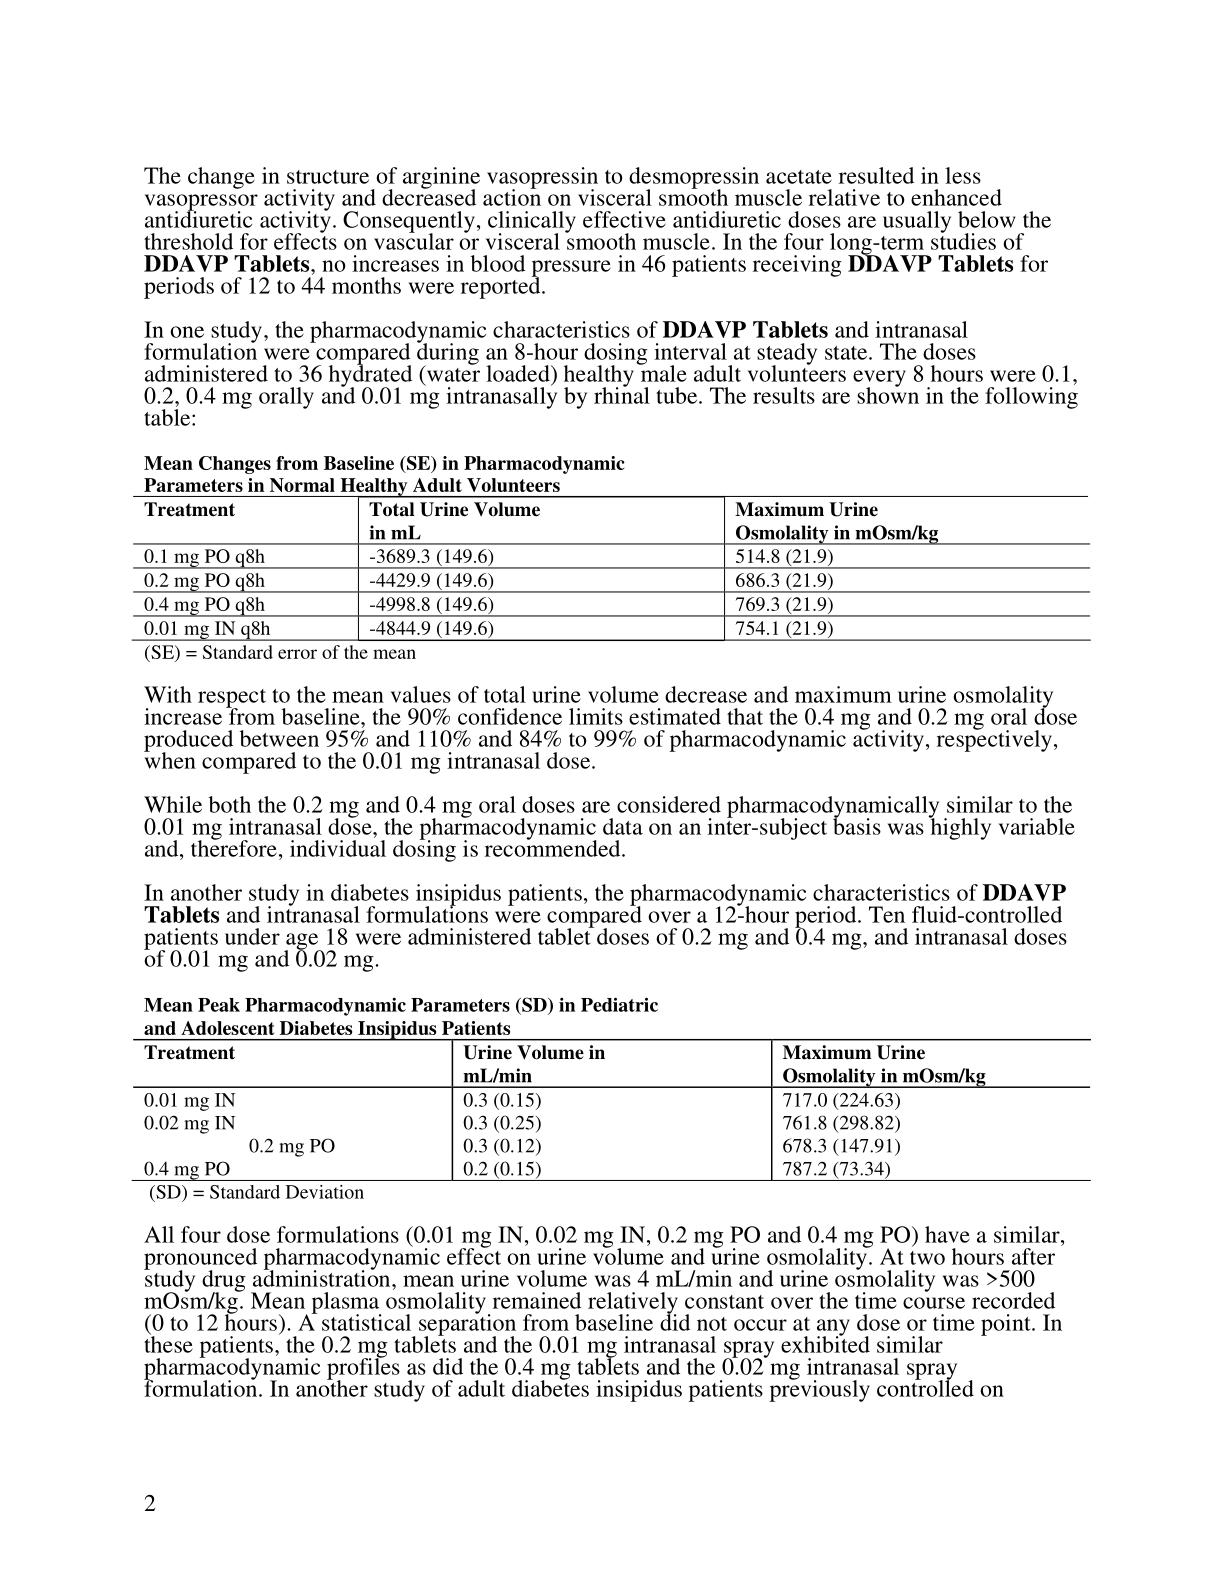 The change in structure of arginine vasopressin to desmopressin acetate resulted in less
vasopressor activity and decreased action on visceral smooth muscle relative to enhanced
antidiuretic activity. Consequently, clinically effective antidiuretic doses are usually below the
threshold for effects on vascular or visceral smooth muscle. In the four long-term studies of
DDAVP Tablets, no increases in blood pressure in 46 patients receiving DDAVP Tablets for
periods of 12 to 44 months were reported.
In one study, the pharmacodynamic characteristics of DDAVP Tablets and intranasal
formulation were compared during an 8-hour dosing interval at steady state. The doses
administered to 36 hydrated (water loaded) healthy male adult volunteers every 8 hours were 0.1,
0.2, 0.4 mg orally and 0.01 mg intranasally by rhinal tube. The results are shown in the following
table:
Mean Changes from Baseline (SE) in Pharmacodynamic
Parameters in Normal Healthy Adult Volunteers
Treatment Total Urine Volume Maximum Urine
in mL Osmolality in mOsm/kg
0.1 mg PO q8h -3689.3 (149.6) 514.8 (21.9)
0.2 mg PO q8h -4429.9 (149.6) 686.3 (21.9)
0.4 mg PO q8h -4998.8 (149.6) 769.3 (21.9)
0.01 mg IN q8h -4844.9 (149.6) 754.1 (21.9)
(SE) = Standard error of the mean
With respect to the mean values of total urine volume decrease and maximum urine osmolality
increase from baseline, the 90% confidence limits estimated that the 0.4 mg and 0.2 mg oral dose
produced between 95% and 110% and 84% to 99% of pharmacodynamic activity, respectively,
when compared to the 0.01 mg intranasal dose.
While both the 0.2 mg and 0.4 mg oral doses are considered pharmacodynamically similar to the
0.01 mg intranasal dose, the pharmacodynamic data on an inter-subject basis was highly variable
and, therefore, individual dosing is recommended.
In another study in diabetes insipidus patients, the pharmacodynamic characteristics of DDAVP
Tablets and intranasal formulations were compared over a 12-hour period. Ten fluid-controlled
patients under age 18 were administered tablet doses of 0.2 mg and 0.4 mg, and intranasal doses
of 0.01 mg and 0.02 mg.
Mean Peak Pharmacodynamic Parameters (SD) in Pediatric
and Adolescent Diabetes Insipidus Patients
Treatment Urine Volume in Maximum Urine
mL/min Osmolality in mOsm/kg
0.01 mg IN 0.3 (0.15) 717.0 (224.63)
0.02 mg IN 0.3 (0.25) 761.8 (298.82)
0.2 mg PO 0.3 (0.12) 678.3 (147.91)
0.4 mg PO 0.2 (0.15) 787.2 (73.34)
(SD) = Standard Deviation
All four dose formulations (0.01 mg IN, 0.02 mg IN, 0.2 mg PO and 0.4 mg PO) have a similar,
pronounced pharmacodynamic effect on urine volume and urine osmolality. At two hours after
study drug administration, mean urine volume was 4 mL/min and urine osmolality was >500
mOsm/kg. Mean plasma osmolality remained relatively constant over the time course recorded
(0 to 12 hours). A statistical separation from baseline did not occur at any dose or time point. In
these patients, the 0.2 mg tablets and the 0.01 mg intranasal spray exhibited similar
pharmacodynamic profiles as did the 0.4 mg tablets and the 0.02 mg intranasal spray
formulation. In another study of adult diabetes insipidus patients previously controlled on
2